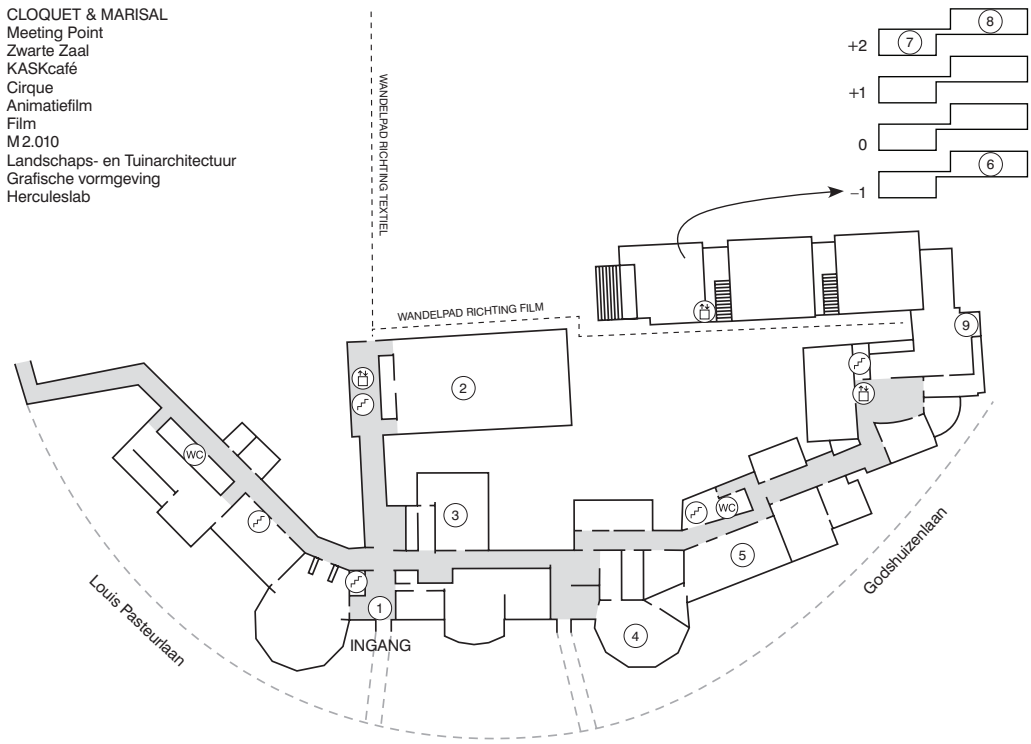 CLOQUET & MARISAL
Meeting Point
Zwarte Zaal
KASKcafé
Cirque
Animatiefilm
Film
M2.010
Landschaps- en Tuinarchitectuur
Grafische vormgeving
Herculeslab
WANDELPAD RICHTING TEXTIEL
8
+2
7
+1
0
6
−1
WANDELPAD RICHTING FILM
9
2
WC
3
WC
5
1
4
INGANG
Louis Pasteurlaan
Godshuizenlaan